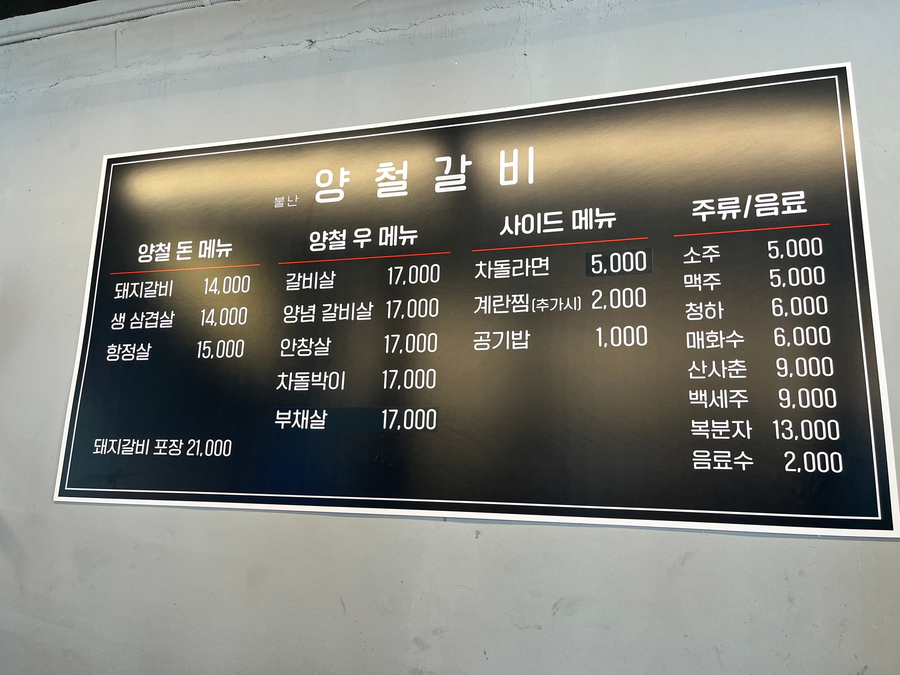 불난 양철갈비
양철 돈 메뉴
돼지갈비 14,000
생 삼겹살 14,000
항정살 15,000
돼지갈비 포장 21,000
양철 우 메뉴
갈비살 17,000
양념 갈비살 17,000
안창살 17,000
차돌박이 17,000
부채살 17,000
사이드 메뉴
차돌라면 5,000
계란찜(추가시) 2,000
공기밥 1,000
주류/음료
소주 5,000
맥주 5,000
청하 6,000
매화수 6,000
산사춘 9,000
백세주 9,000
복분자 13,000
음료수 2,000